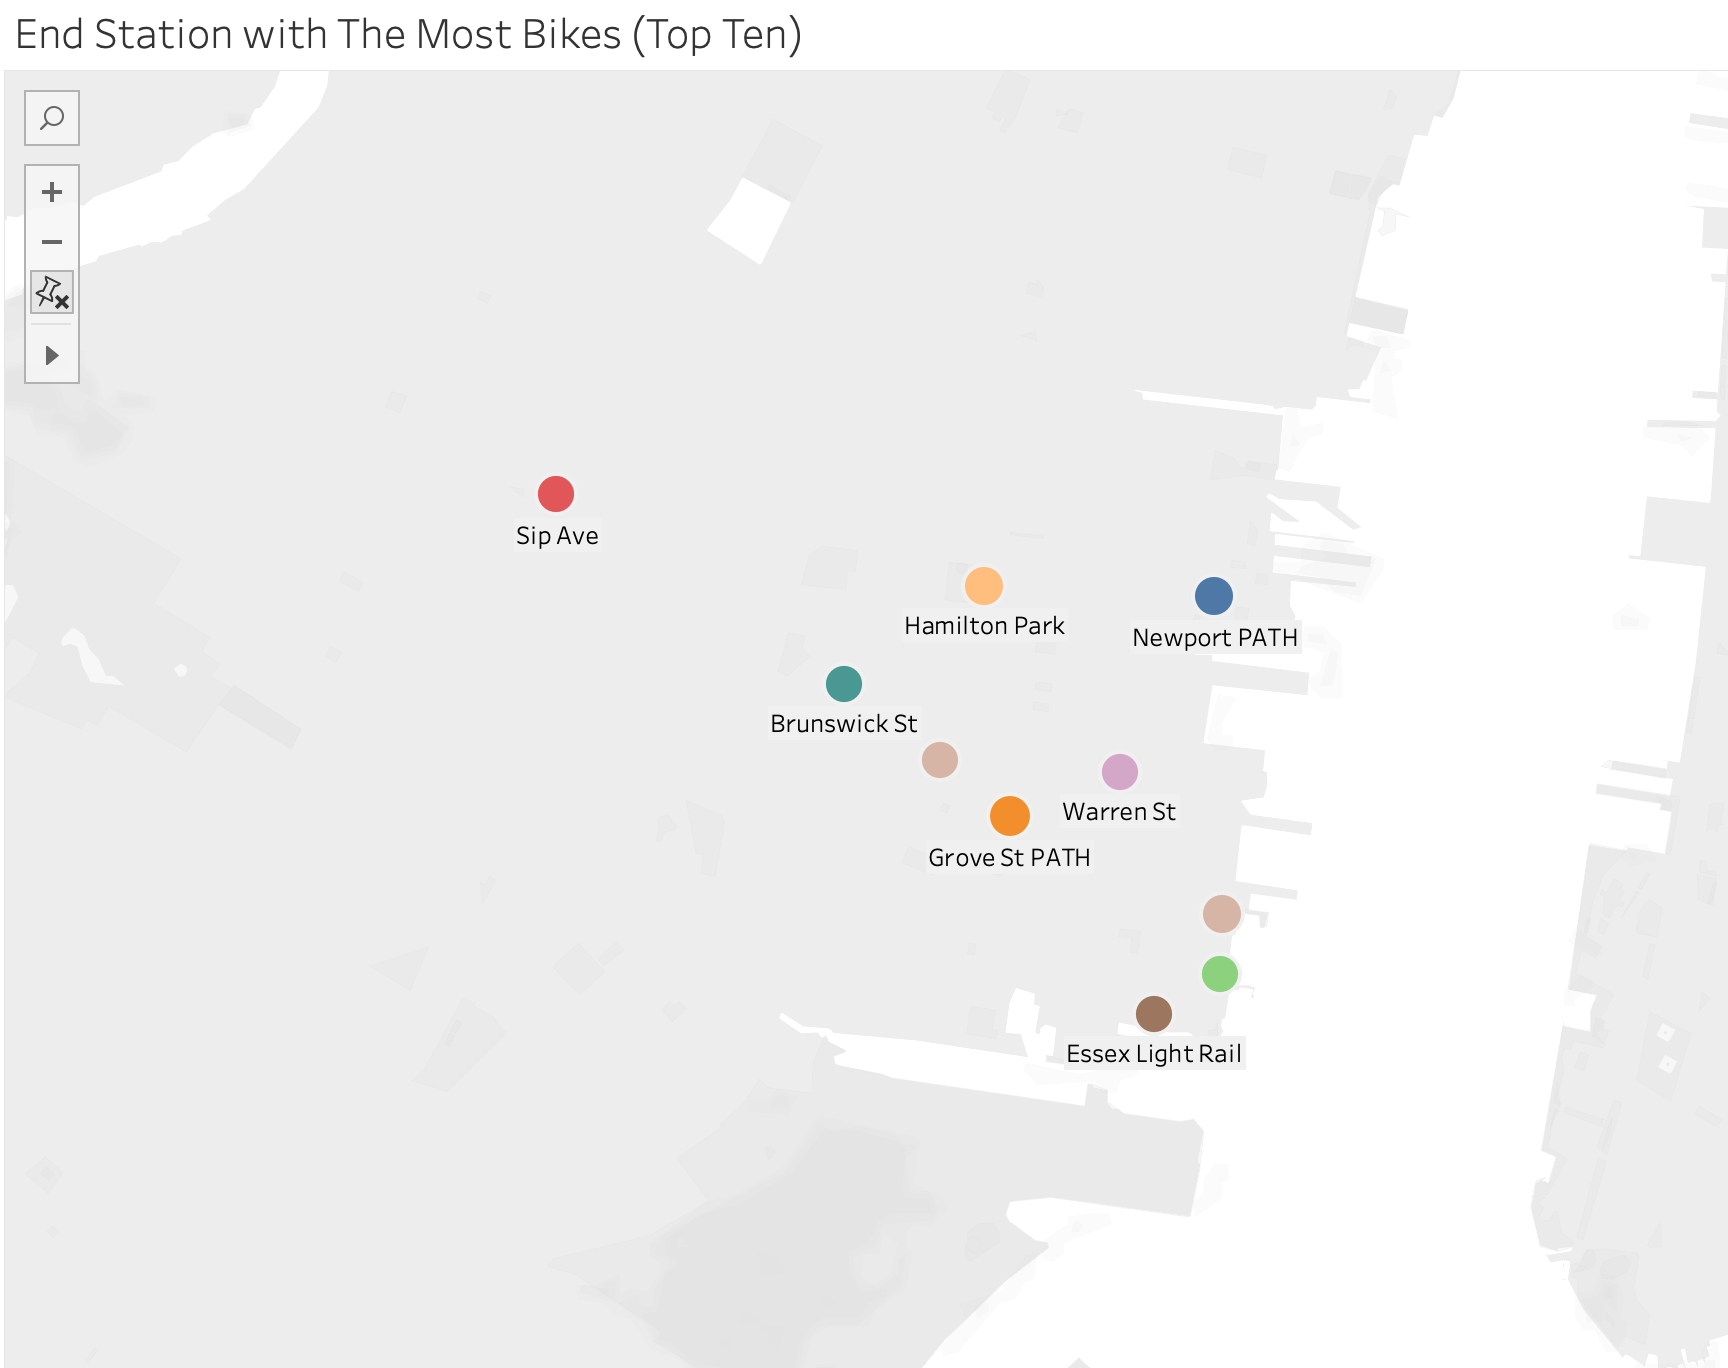 End Station with The Most Bikes (Top Ten)
Sip Ave
Hamilton Park
Newport PATH
Brunswick St
Warren St
Grove St PATH
Essex Light Rail